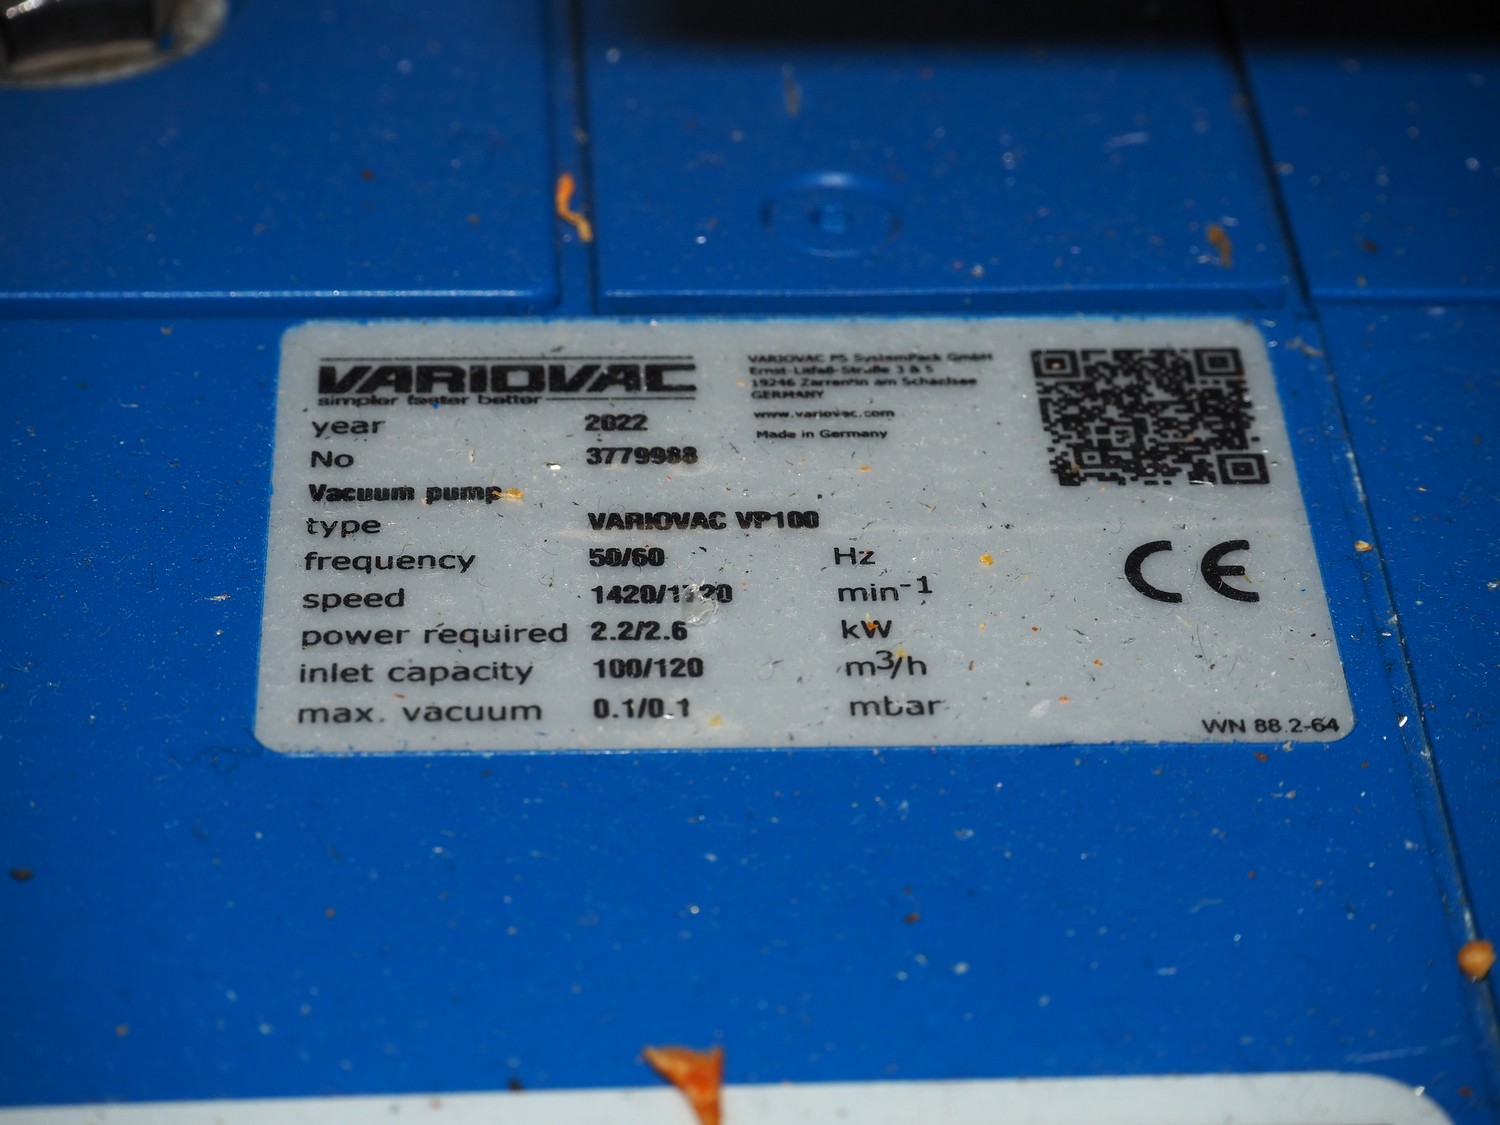 VARIOVAC
simpler faster better
VARIOVAC PS SystemPack GmbH
Ernst-Litfaß-Straße 3 & 5
19246 Zarrentin am Schaalsee
GERMANY
www.variovac.com
Made in Germany
year 2022
No 3779988
Vacuum pump
type VARIOVAC VP100
frequency 50/60 Hz
speed min⁻¹
power required 2.2/2.6 kW
inlet capacity 100/120 m³/h
max. vacuum 0.1/0.1 mbar
CE
WN 88.2-64